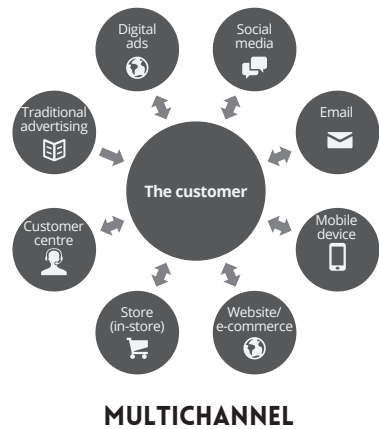 Digital
ads
Social
media
Traditional
advertising
Email
The customer
Customer
centre
Mobile
device
Store
(in-store)
Website/
e-commerce
MULTICHANNEL